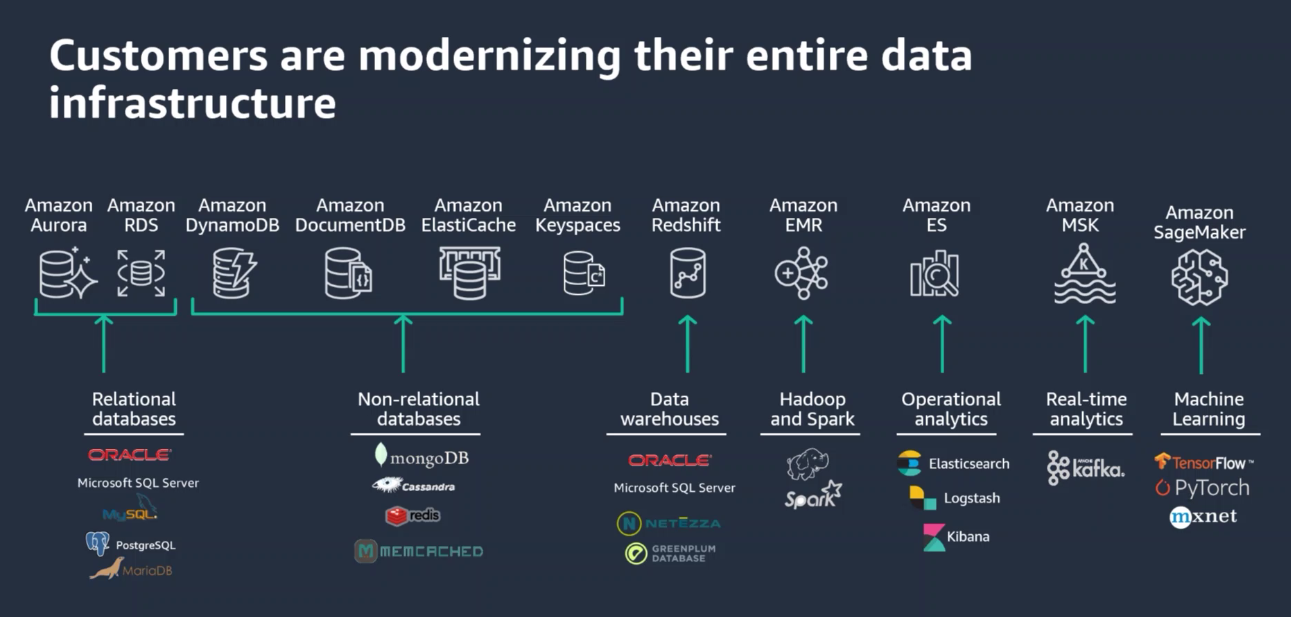 Customers are modernizing their entire data
infrastructure
Amazon
Aurora
Amazon
RDS
Amazon
DynamoDB
Amazon
DocumentDB
Amazon
ElastiCache
Amazon
Keyspaces
Amazon
Redshift
Amazon
EMR
Amazon
ES
Amazon
MSK
Amazon
SageMaker
{}
C*
K
Relational
databases
ORACLE
Microsoft SQL Server
MySQL
PostgreSQL
MariaDB
Non-relational
databases
mongoDB
Cassandra
redis
M MEMCACHED
Data
warehouses
ORACLE
Microsoft SQL Server
N NETEZZA
GREENPLUM
DATABASE
Hadoop
and Spark
Spark
Operational
analytics
Elasticsearch
Logstash
Kibana
Real-time
analytics
kafka.
Machine
Learning
TensorFlow™
PyTorch
mxnet